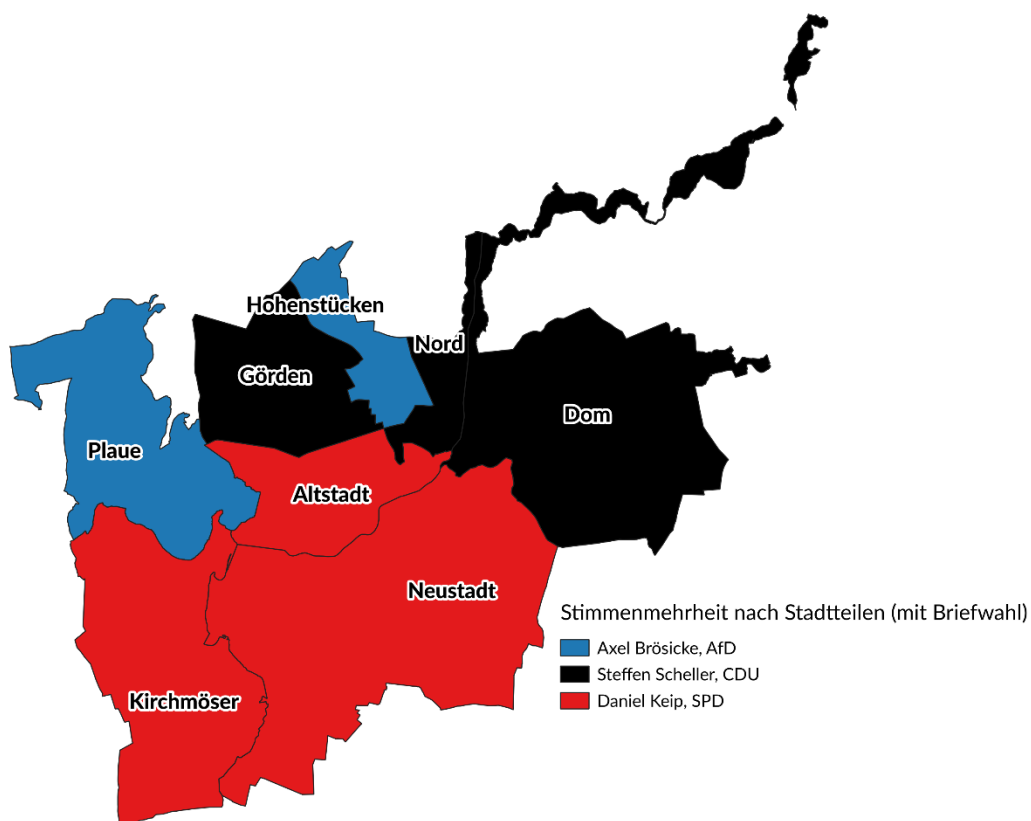 Hohenstücken
Nord
Görden
Dom
Plaue
Altstadt
Neustadt
Stimmenmehrheit nach Stadtteilen (mit Briefwahl)
Axel Brösicke, AfD
Steffen Scheller, CDU
Daniel Keip, SPD
Kirchmöser